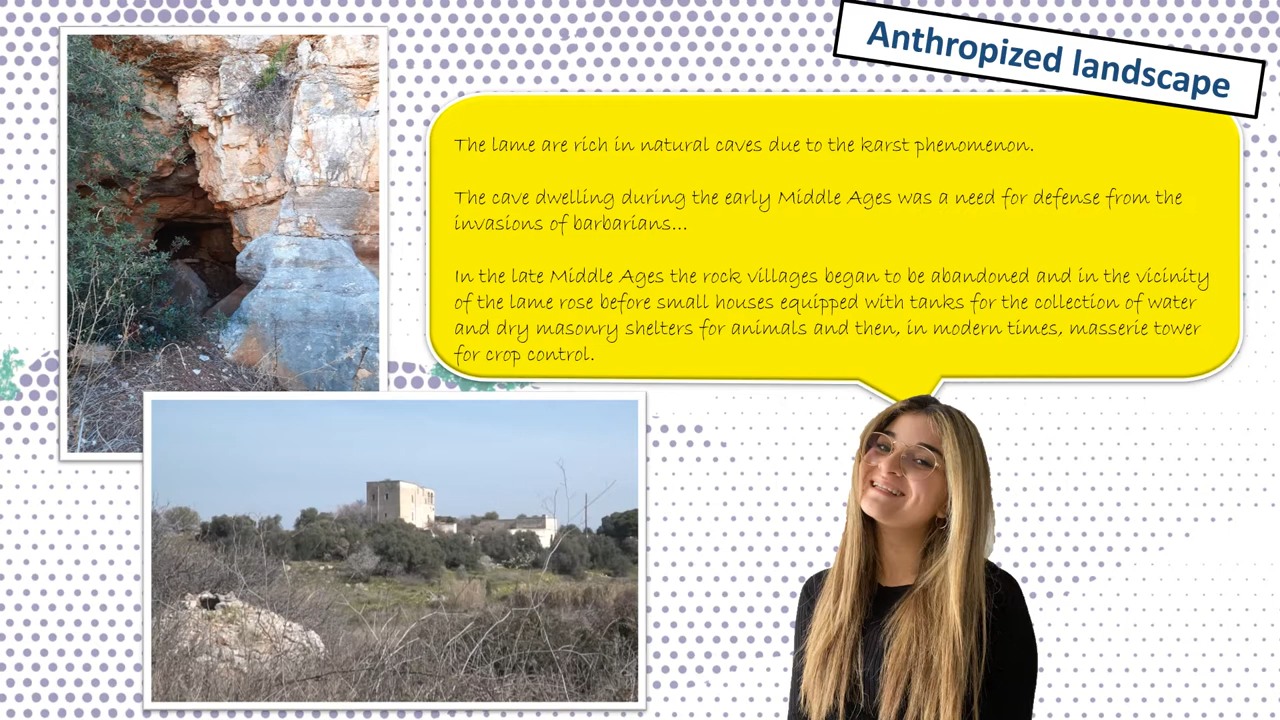 Anthropized landscape
The lame are rich in natural caves due to the karst phenomenon.
The cave dwelling during the early Middle Ages was a need for defense from the
invasions of barbarians...
In the late Middle Ages the rock villages began to be abandoned and in the vicinity
of the lame rose before small houses equipped with tanks for the collection of water
and dry masonry shelters for animals and then, in modern times, masserie tower
for crop control.